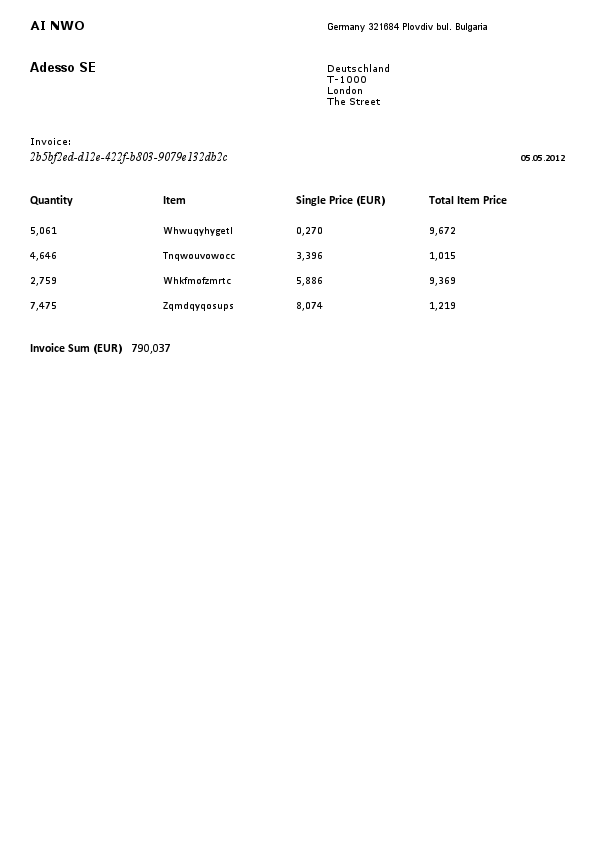 AI NWO
Germany 321684 Plovdiv bul. Bulgaria
Adesso SE
Deutschland
T-1000
London
The Street
Invoice:
2b5bf2ed-d12e-422f-b803-9079e132db2c
05.05.2012
Quantity Item Single Price (EUR) Total Item Price
5,061 Whwuqyhygetl 0,270 9,672
4,646 Tnqwouvowocc 3,396 1,015
2,759 Whkfmofzmrtc 5,886 9,369
7,475 Zqmdqyqosups 8,074 1,219
Invoice Sum (EUR) 790,037